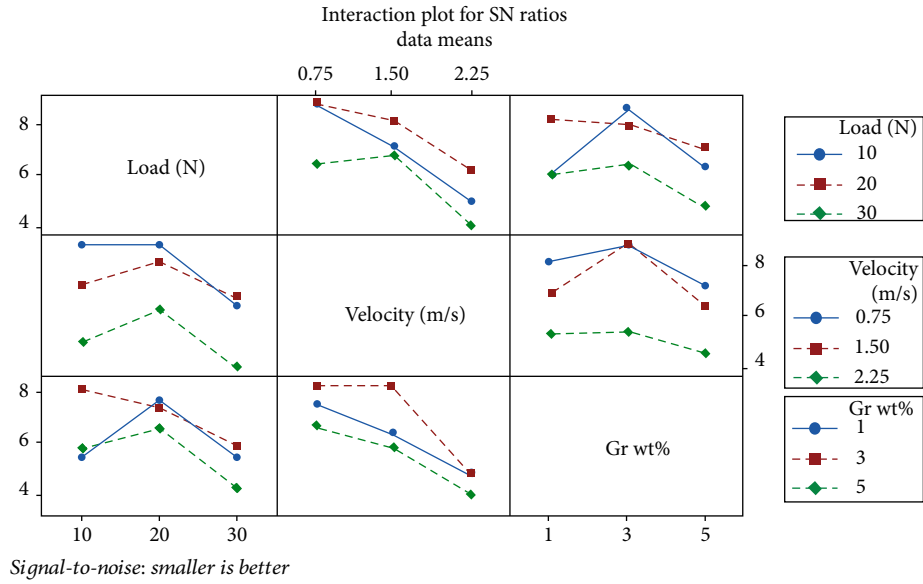 Interaction plot for SN ratios
data means
0.75 1.50 2.25
8
6
4
Load (N)
Load (N)
10
20
30
Velocity (m/s)
8
6
4
Velocity
(m/s)
0.75
1.50
2.25
8
6
4
Gr wt%
Gr wt%
1
3
5
10 20 30 1 3 5
Signal-to-noise: smaller is better